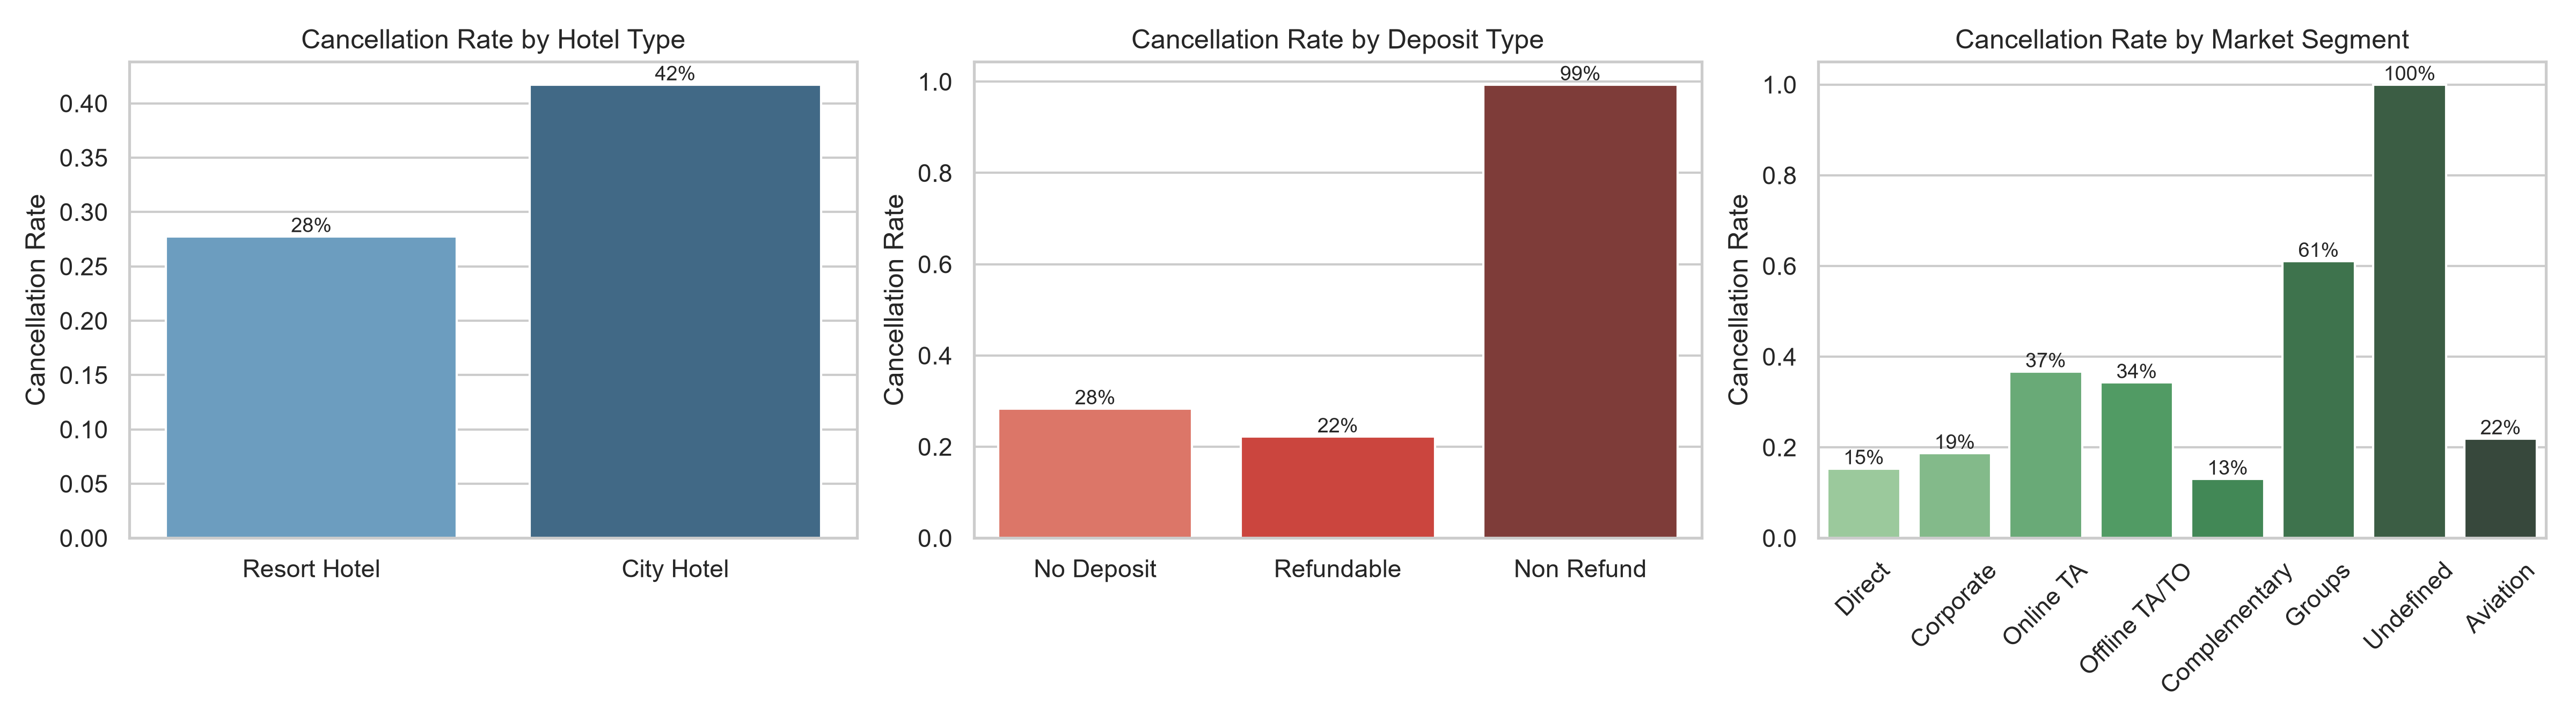 Cancellation Rate by Hotel Type
42%
0.40
0.35
0.30
28%
0.25
0.20
0.15
0.10
0.05
0.00
Cancellation Rate
Resort Hotel
City Hotel
Cancellation Rate by Deposit Type
99%
1.0
0.8
0.6
0.4
28%
22%
0.2
0.0
Cancellation Rate
No Deposit
Refundable
Non Refund
Cancellation Rate by Market Segment
100%
1.0
0.8
61%
0.6
37%
34%
0.4
22%
19%
15%
13%
0.2
0.0
Cancellation Rate
Direct
Corporate
Online TA
Offline TA/TO
Complementary
Groups
Undefined
Aviation